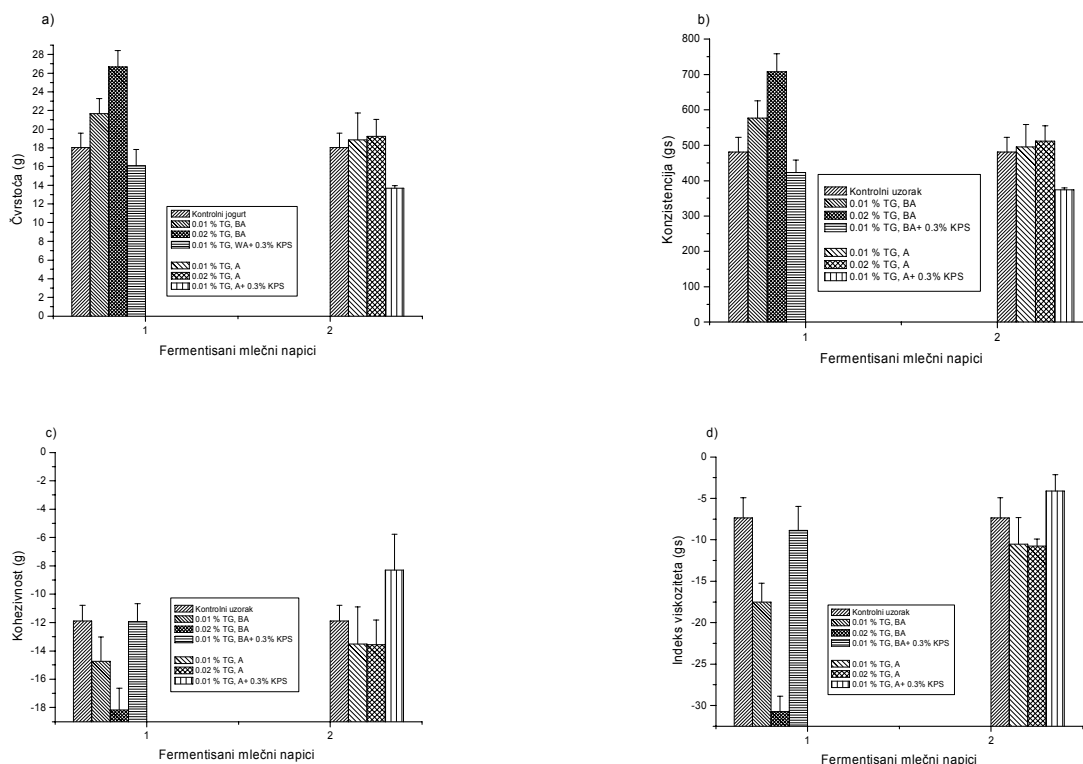 a)
Čvrstoća (g)
28
26
24
22
20
18
16
14
12
10
8
6
4
2
0
Kontrolni jogurt
0.01 % TG, BA
0.02 % TG, BA
0.01 % TG, WA+ 0.3% KPS
0.01 % TG, A
0.02 % TG, A
0.01 % TG, A+ 0.3% KPS
1
2
Fermentisani mlečni napici
b)
Konzistencija (gs)
800
700
600
500
400
300
200
100
0
Kontrolni uzorak
0.01 % TG, BA
0.02 % TG, BA
0.01 % TG, BA+ 0.3% KPS
0.01 % TG, A
0.02 % TG, A
0.01 % TG, A+ 0.3% KPS
1
2
Fermentisani mlečni napici
c)
Kohezivnost (g)
0
-2
-4
-6
-8
-10
-12
-14
-16
-18
Kontrolni uzorak
0.01 % TG, BA
0.02 % TG, BA
0.01 % TG, BA+ 0.3% KPS
0.01 % TG, A
0.02 % TG, A
0.01 % TG, A+ 0.3% KPS
1
2
Fermentisani mlečni napici
d)
Indeks viskoziteta (gs)
0
-5
-10
-15
-20
-25
-30
Kontrolni uzorak
0.01 % TG, BA
0.02 % TG, BA
0.01 % TG, BA+ 0.3% KPS
0.01 % TG, A
0.02 % TG, A
0.01 % TG, A+ 0.3% KPS
1
2
Fermentisani mlečni napici